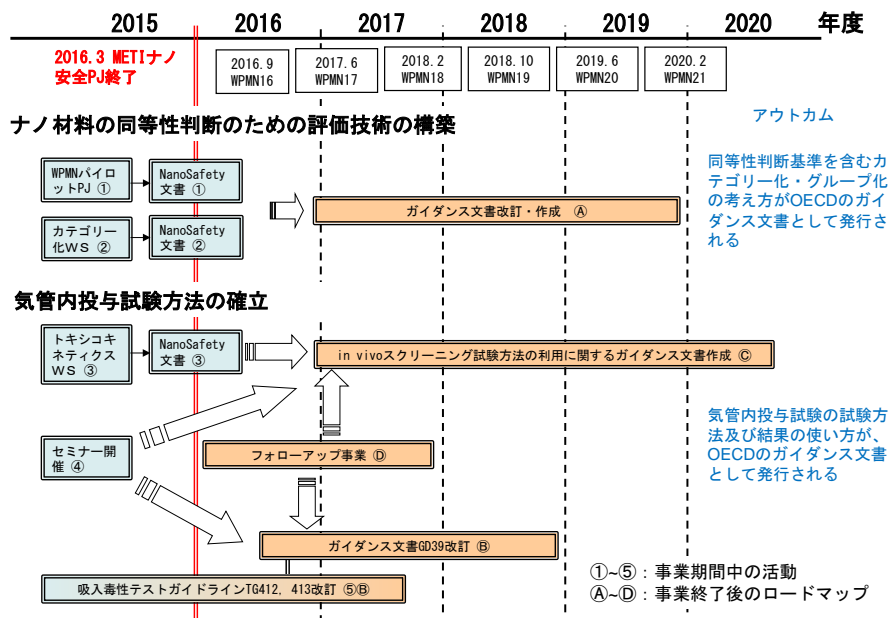 2015 2016 2017 2018 2019 2020 年度
2016.3 METIナノ
安全PJ終了
2016.9
WPMN16
2017.6
WPMN17
2018.2
WPMN18
2018.10
WPMN19
2019.6
WPMN20
2020.2
WPMN21
ナノ材料の同等性判断のための評価技術の構築
アウトカム
WPMNパイロ
ットPJ ①
NanoSafety
文書 ①
カテゴリー
化WS ②
NanoSafety
文書 ②
ガイダンス文書改訂・作成 Ⓐ
同等性判断基準を含むカ
テゴリー化・グループ化
の考え方がOECDのガイ
ダンス文書として発行さ
れる
気管内投与試験方法の確立
トキシコキ
ネティクス
WS ③
NanoSafety
文書 ③
in vivoスクリーニング試験方法の利用に関するガイダンス文書作成 Ⓒ
セミナー開
催 ④
フォローアップ事業 Ⓓ
気管内投与試験の試験方
法及び結果の使い方が、
OECDのガイダンス文書
として発行される
ガイダンス文書GD39改訂 Ⓑ
吸入毒性テストガイドラインTG412, 413改訂 ⑤Ⓑ
①~⑤：事業期間中の活動
Ⓐ~Ⓓ：事業終了後のロードマップ